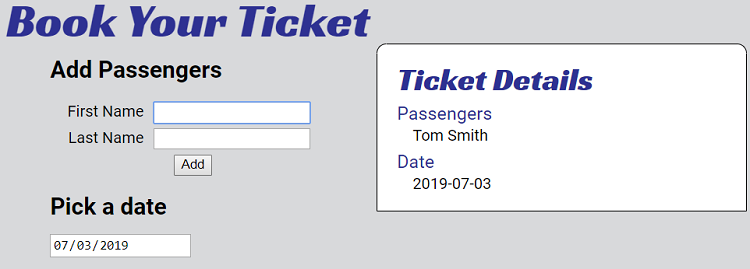 Book Your Ticket
Add Passengers
First Name
Last Name
Add
Pick a date
07/03/2019
Ticket Details
Passengers
Tom Smith
Date
2019-07-03